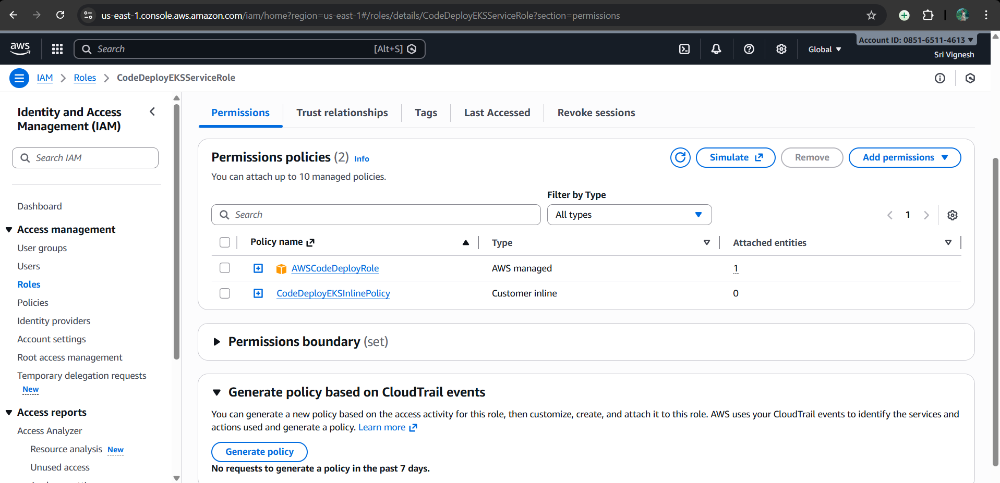 us-east-1.console.aws.amazon.com/iam/home?region=us-east-1#/roles/details/CodeDeployEKSServiceRole?section=permissions
aws
Search
[Alt+S]
Global
Account ID: 0851-6511-4613
Sri Vignesh
IAM
Roles
CodeDeployEKSServiceRole
Identity and Access
Management (IAM)
Search IAM
Dashboard
Access management
User groups
Users
Roles
Policies
Identity providers
Account settings
Root access management
Temporary delegation requests
New
Access reports
Access Analyzer
Resource analysis New
Unused access
Permissions
Trust relationships
Tags
Last Accessed
Revoke sessions
Permissions policies (2) Info
Simulate
Remove
Add permissions
You can attach up to 10 managed policies.
Filter by Type
Search
All types
1
Policy name
Type
Attached entities
AWSCodeDeployRole
AWS managed
1
CodeDeployEKSInlinePolicy
Customer inline
0
Permissions boundary (set)
Generate policy based on CloudTrail events
You can generate a new policy based on the access activity for this role, then customize, create, and attach it to this role. AWS uses your CloudTrail events to identify the services and
actions used and generate a policy. Learn more
Generate policy
No requests to generate a policy in the past 7 days.